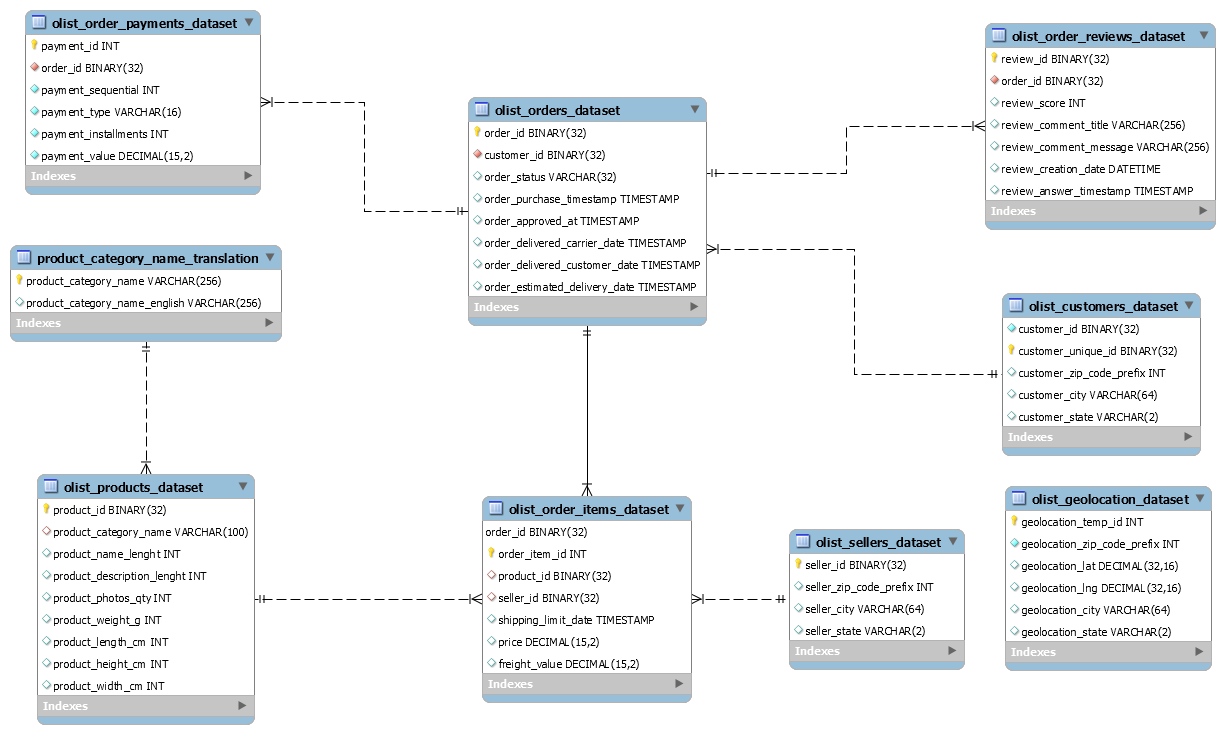 olist_order_payments_dataset
payment_id INT
order_id BINARY(32)
payment_sequential INT
payment_type VARCHAR(16)
payment_installments INT
payment_value DECIMAL(15,2)
Indexes
olist_orders_dataset
order_id BINARY(32)
customer_id BINARY(32)
order_status VARCHAR(32)
order_purchase_timestamp TIMESTAMP
order_approved_at TIMESTAMP
order_delivered_carrier_date TIMESTAMP
order_delivered_customer_date TIMESTAMP
order_estimated_delivery_date TIMESTAMP
Indexes
olist_order_reviews_dataset
review_id BINARY(32)
order_id BINARY(32)
review_score INT
review_comment_title VARCHAR(256)
review_comment_message VARCHAR(256)
review_creation_date DATETIME
review_answer_timestamp TIMESTAMP
Indexes
product_category_name_translation
product_category_name VARCHAR(256)
product_category_name_english VARCHAR(256)
Indexes
olist_customers_dataset
customer_id BINARY(32)
customer_unique_id BINARY(32)
customer_zip_code_prefix INT
customer_city VARCHAR(64)
customer_state VARCHAR(2)
Indexes
olist_products_dataset
product_id BINARY(32)
product_category_name VARCHAR(100)
product_name_lenght INT
product_description_lenght INT
product_photos_qty INT
product_weight_g INT
product_length_cm INT
product_height_cm INT
product_width_cm INT
Indexes
olist_order_items_dataset
order_id BINARY(32)
order_item_id INT
product_id BINARY(32)
seller_id BINARY(32)
shipping_limit_date TIMESTAMP
price DECIMAL(15,2)
freight_value DECIMAL(15,2)
Indexes
olist_sellers_dataset
seller_id BINARY(32)
seller_zip_code_prefix INT
seller_city VARCHAR(64)
seller_state VARCHAR(2)
Indexes
olist_geolocation_dataset
geolocation_temp_id INT
geolocation_zip_code_prefix INT
geolocation_lat DECIMAL(32,16)
geolocation_lng DECIMAL(32,16)
geolocation_city VARCHAR(64)
geolocation_state VARCHAR(2)
Indexes